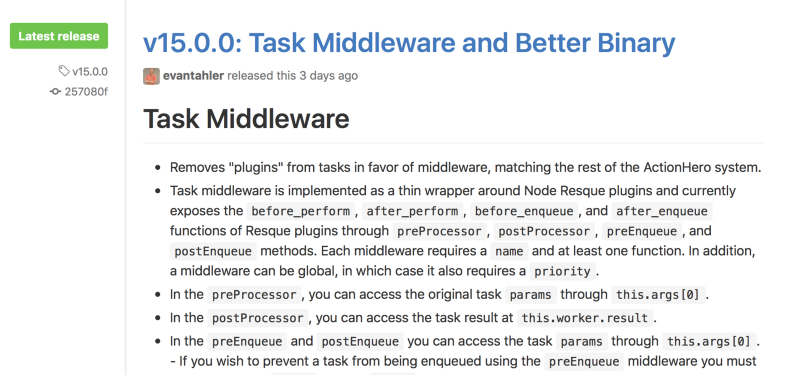 Latest release
v15.0.0
257080f
v15.0.0: Task Middleware and Better Binary
evantahler released this 3 days ago
Task Middleware
• Removes "plugins" from tasks in favor of middleware, matching the rest of the ActionHero system.
• Task middleware is implemented as a thin wrapper around Node Resque plugins and currently
exposes the before_perform, after_perform, before_enqueue, and after_enqueue
functions of Resque plugins through preProcessor, postProcessor, preEnqueue, and
postEnqueue methods. Each middleware requires a name and at least one function. In addition,
a middleware can be global, in which case it also requires a priority.
• In the preProcessor, you can access the original task params through this.args[0].
• In the postProcessor, you can access the task result at this.worker.result.
• In the preEnqueue and postEnqueue you can access the task params through this.args[0].
- If you wish to prevent a task from being enqueued using the preEnqueue middleware you must